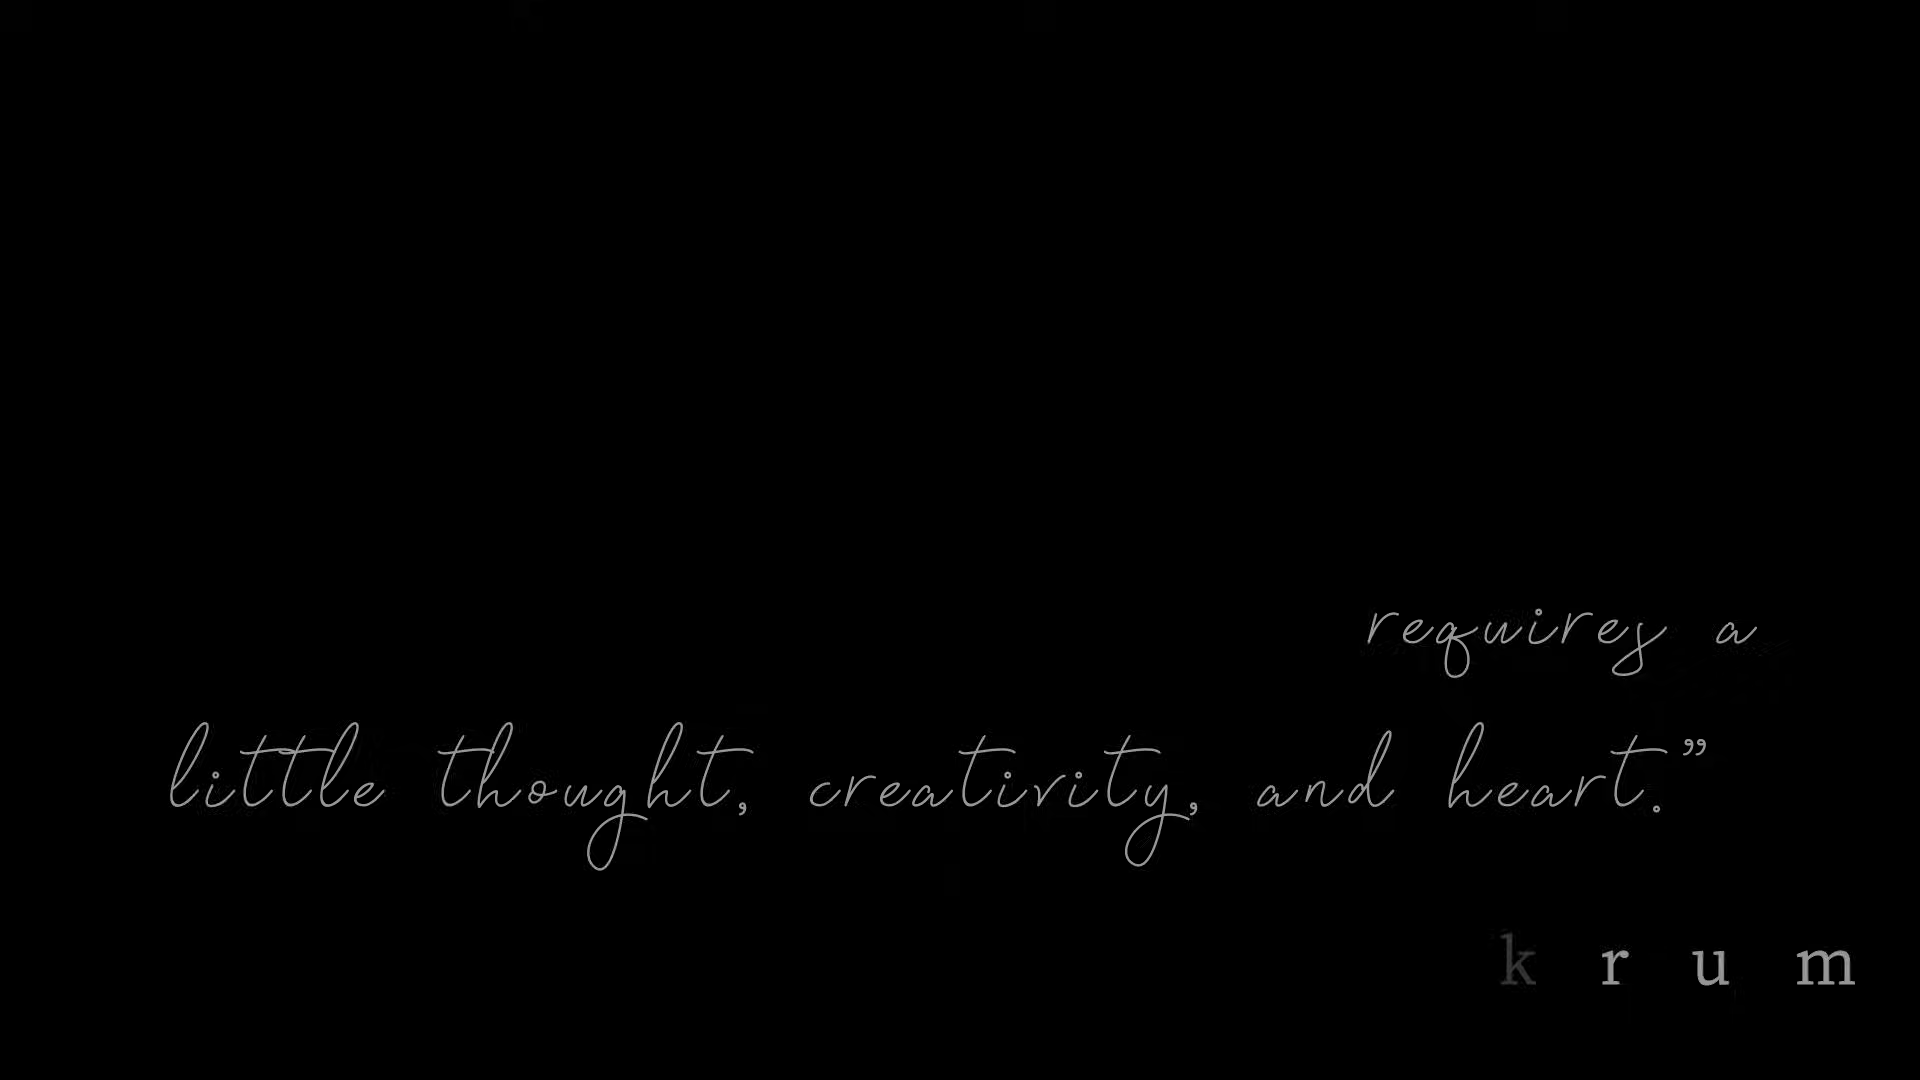 requires a
little thought, creativity, and heart.”
k r u m